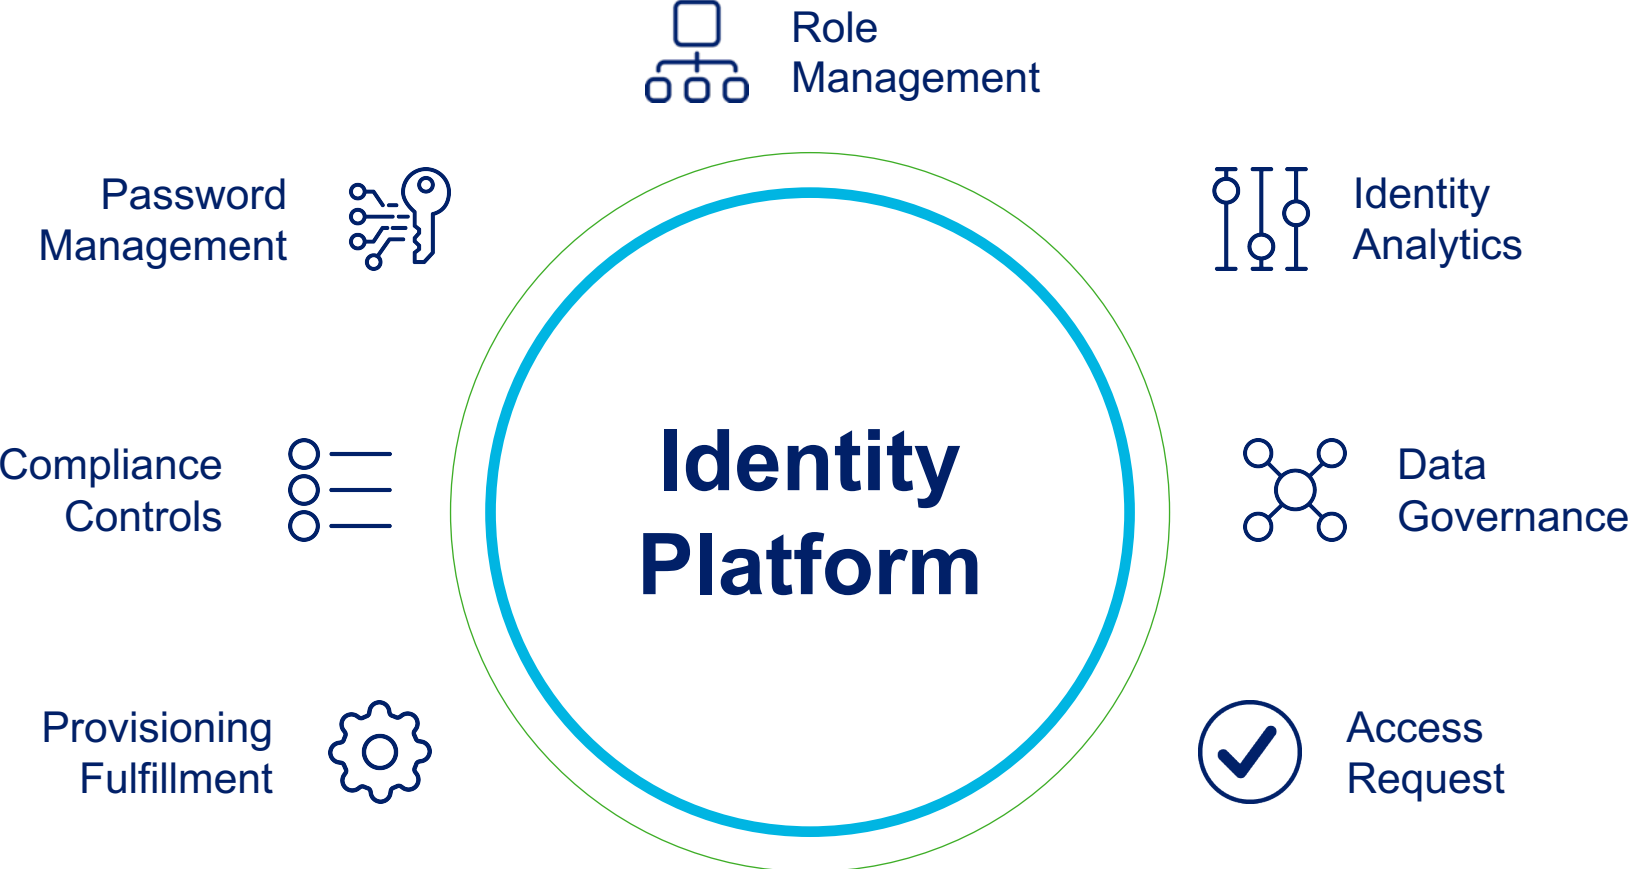 Role
Management
Password
Management
Identity
Analytics
Identity
Platform
Compliance
Controls
Data
Governance
Provisioning
Fulfillment
Access
Request